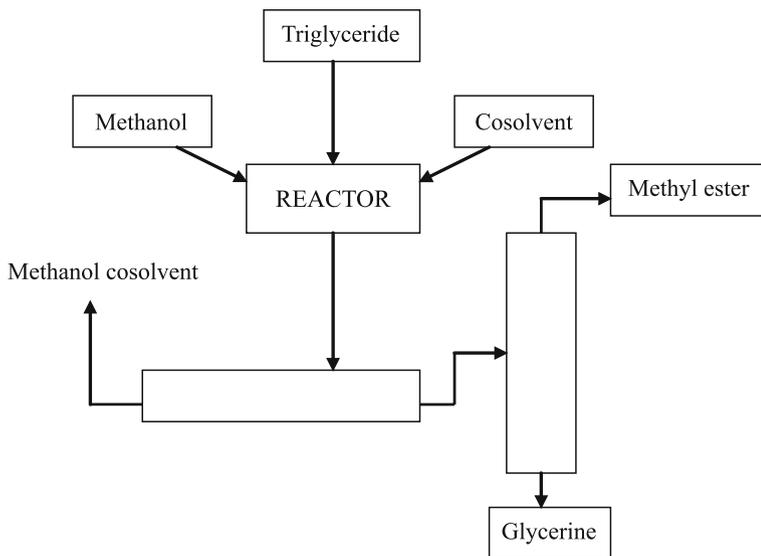 Triglyceride
Methanol
Cosolvent
REACTOR
Methyl ester
Methanol cosolvent
Glycerine